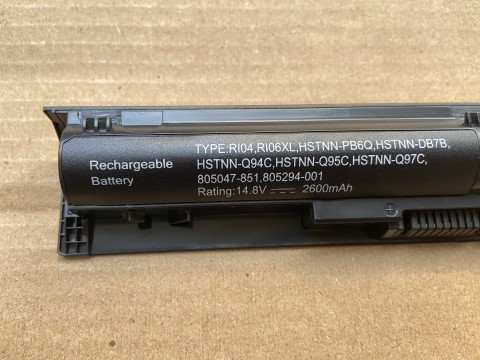 Rechargeable
Battery
TYPE:RI04,RI06XL,HSTNN-PB6Q,HSTNN-DB7B,
HSTNN-Q94C,HSTNN-Q95C,HSTNN-Q97C,
805047-851,805294-001
Rating:14.8V 2600mAh